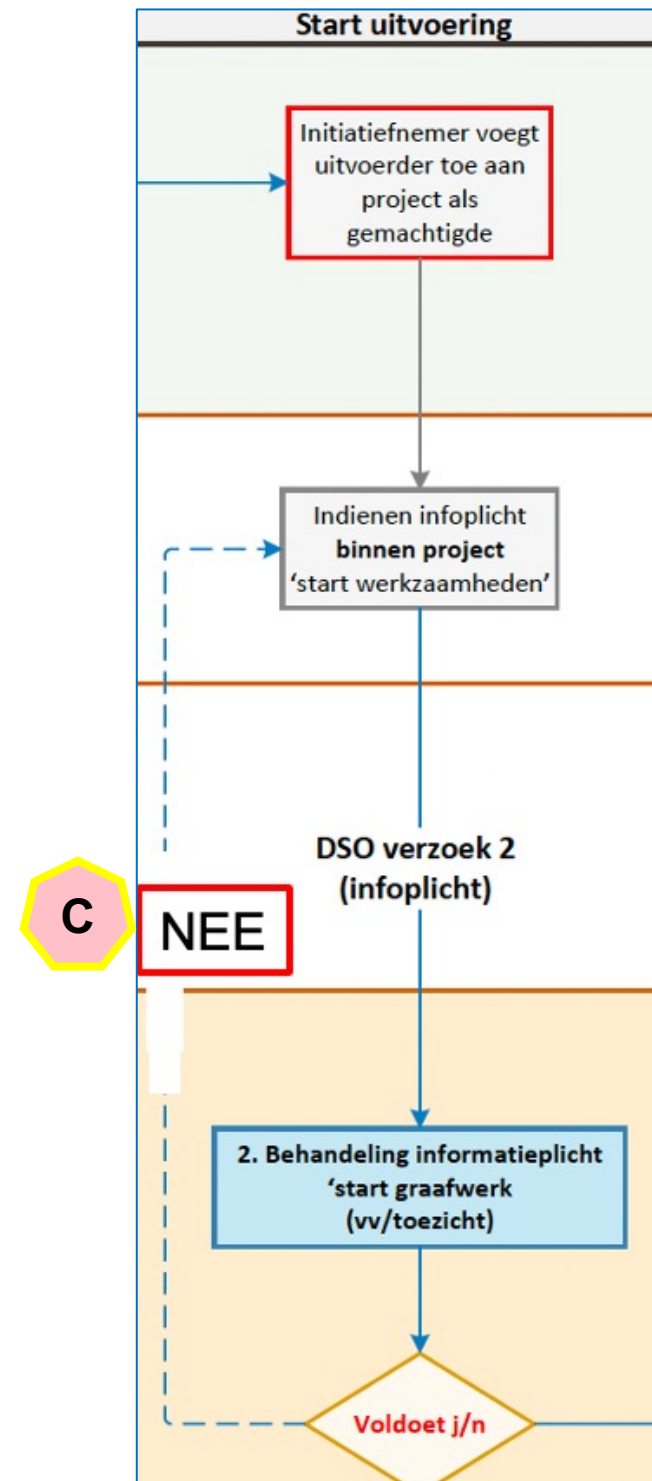 Start uitvoering
Initiatiefnemer voegt
uitvoerder toe aan
project als
gemachtigde
Indienen infoplicht
binnen project
‘start werkzaamheden’
DSO verzoek 2
(infoplicht)
C
NEE
2. Behandeling informatieplicht
‘start graafwerk
(vv/toezicht)
Voldoet j/n